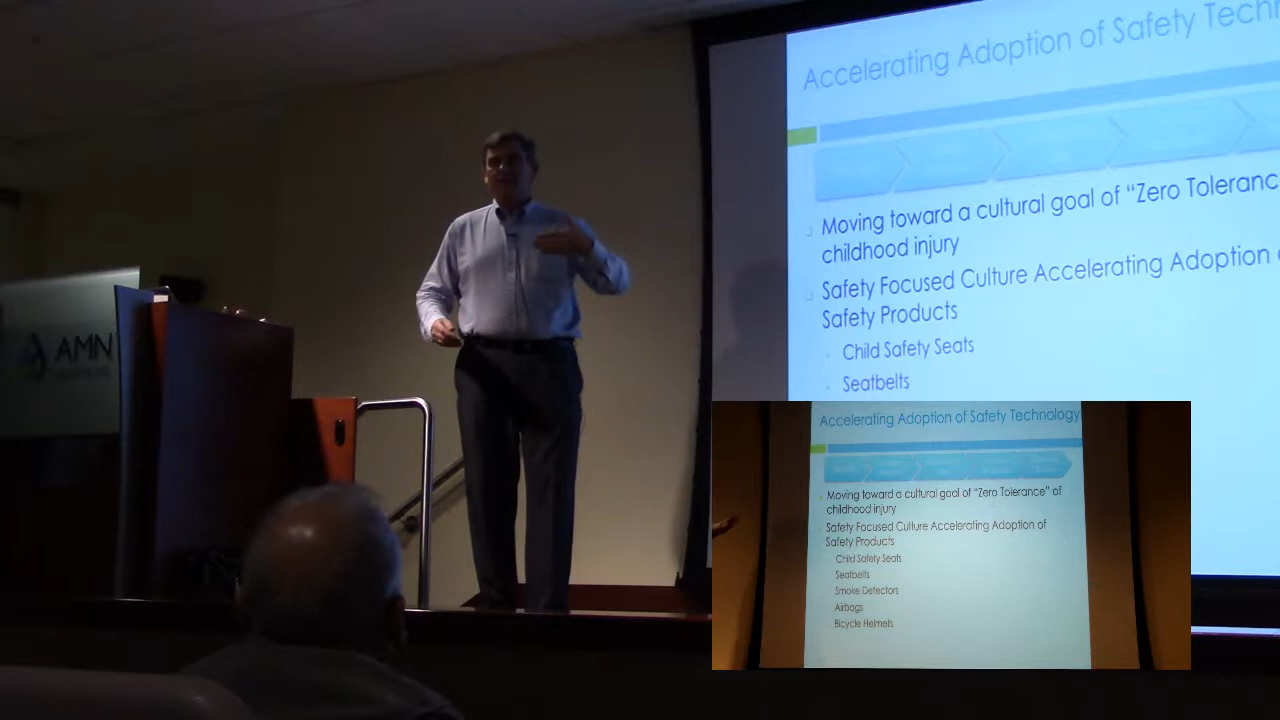 AMN
Accelerating Adoption of Safety Tech
Moving toward a cultural goal of “Zero Toleranc
childhood injury
Safety Focused Culture Accelerating Adoption
Safety Products
Child Safety Seats
Seatbelts
Accelerating Adoption of Safety Technology
Moving toward a cultural goal of “Zero Tolerance” of
childhood injury
Safety Focused Culture Accelerating Adoption of
Safety Products
Child Safety Seats
Seatbelts
Smoke Detectors
Airbags
Bicycle Helmets